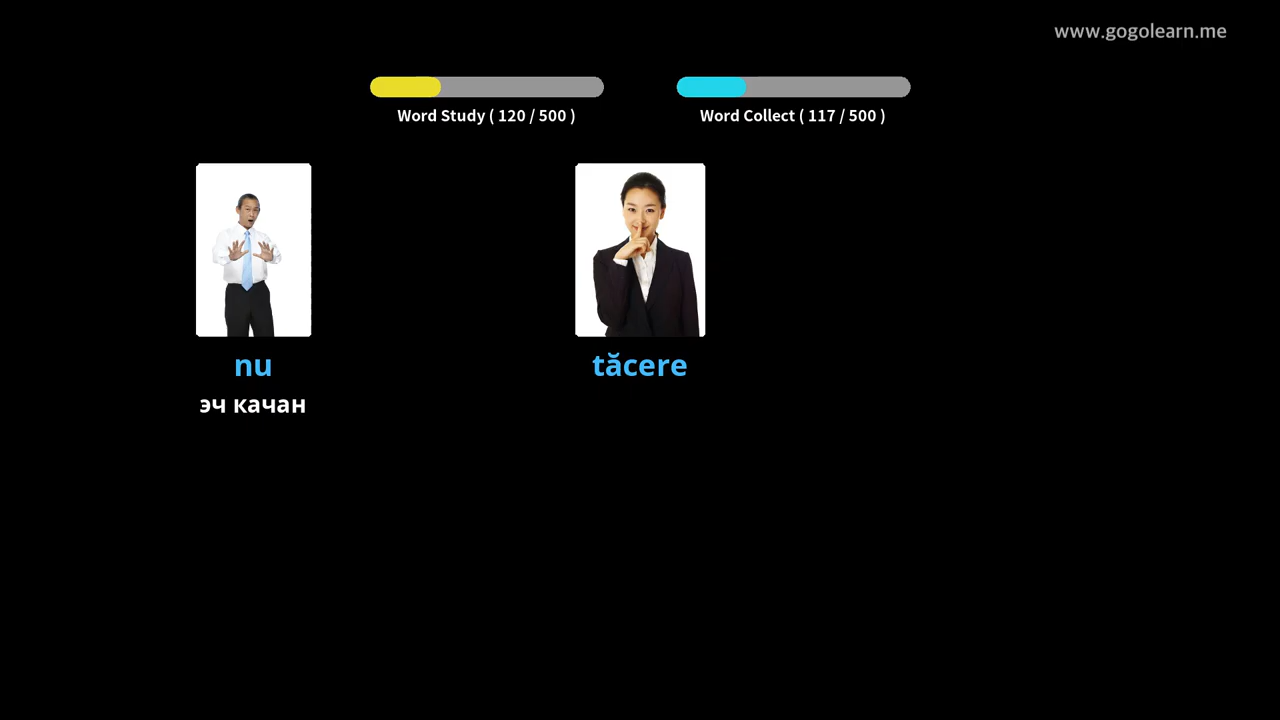 www.gogolearn.me
Word Study ( 120 / 500 )
Word Collect ( 117 / 500 )
nu
tăcere
эч качан